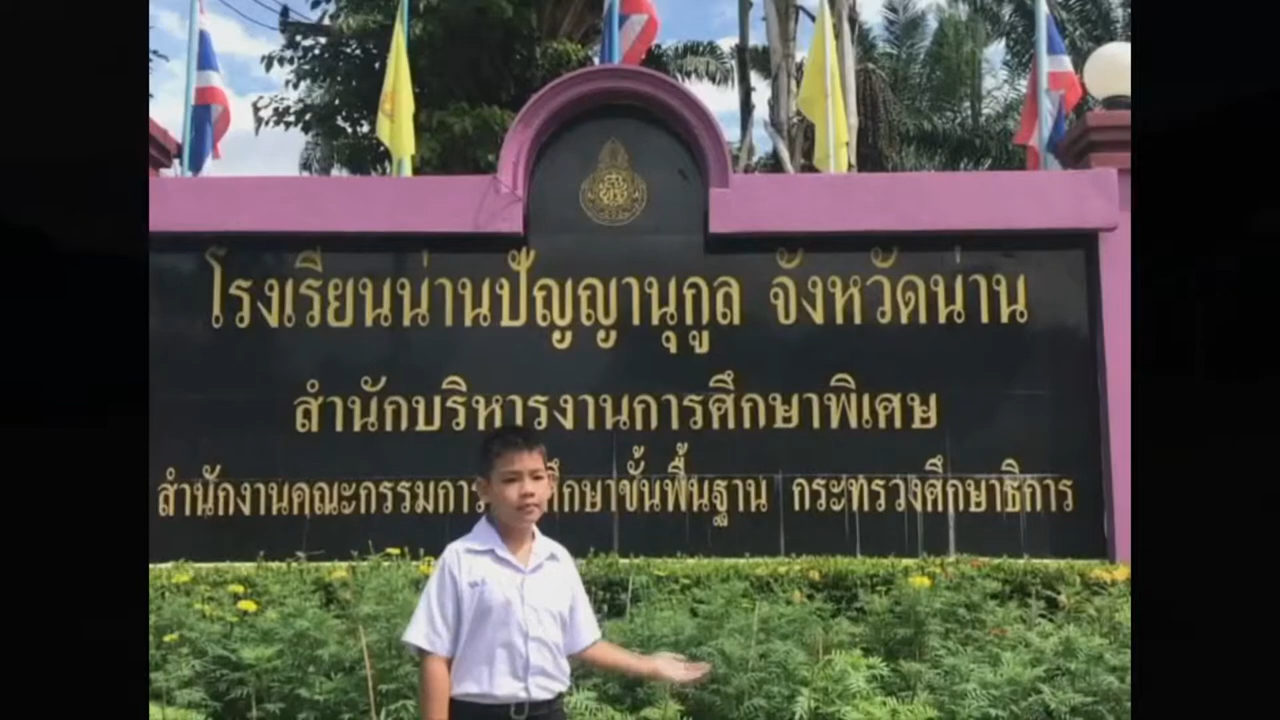 โรงเรียนน่านปัญญานุกูล จังหวัดน่าน
สำนักบริหารงานการศึกษาพิเศษ
สำนักงานคณะกรรมการศึกษาขั้นพื้นฐาน กระทรวงศึกษาธิการ